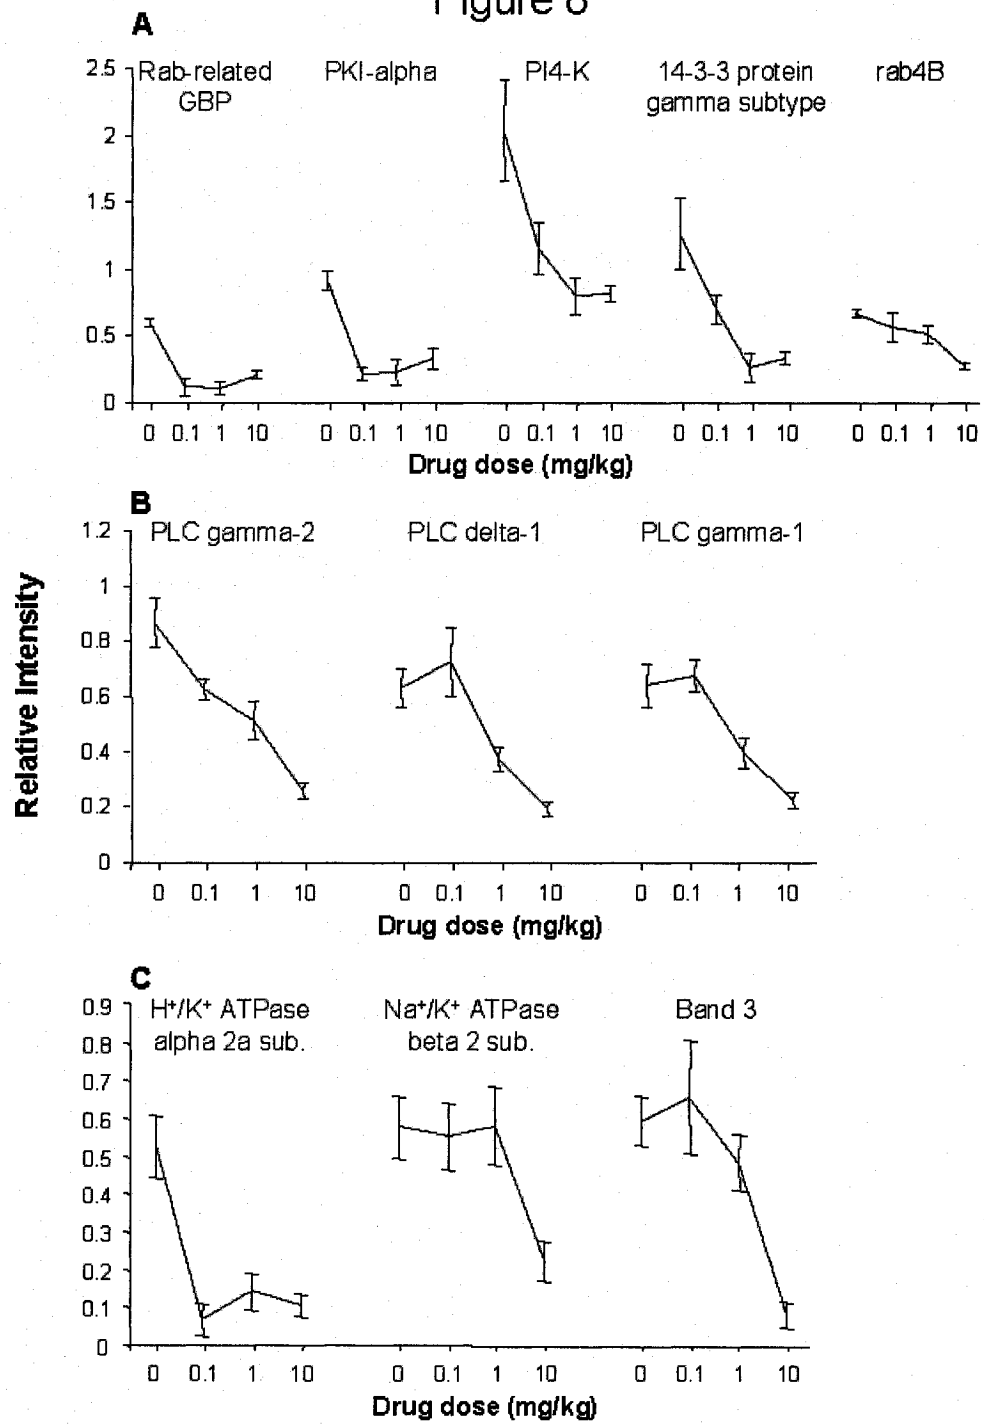 Figure 8
A
Rab-related PKI-alpha PI4-K 14-3-3 protein rab4B
GBP gamma subtype
2.5
2
1.5
1
0.5
0
0 0.1 1 10 0 0.1 1 10 0 0.1 1 10 0 0.1 1 10 0 0.1 1 10
Drug dose (mg/kg)
B
PLC gamma-2 PLC delta-1 PLC gamma-1
1.2
1
0.8
0.6
0.4
0.2
0
Relative Intensity
0 0.1 1 10 0 0.1 1 10 0 0.1 1 10
Drug dose (mg/kg)
C
H⁺/K⁺ ATPase Na⁺/K⁺ ATPase Band 3
alpha 2a sub. beta 2 sub.
0.9
0.8
0.7
0.6
0.5
0.4
0.3
0.2
0.1
0
0 0.1 1 10 0 0.1 1 10 0 0.1 1 10
Drug dose (mg/kg)